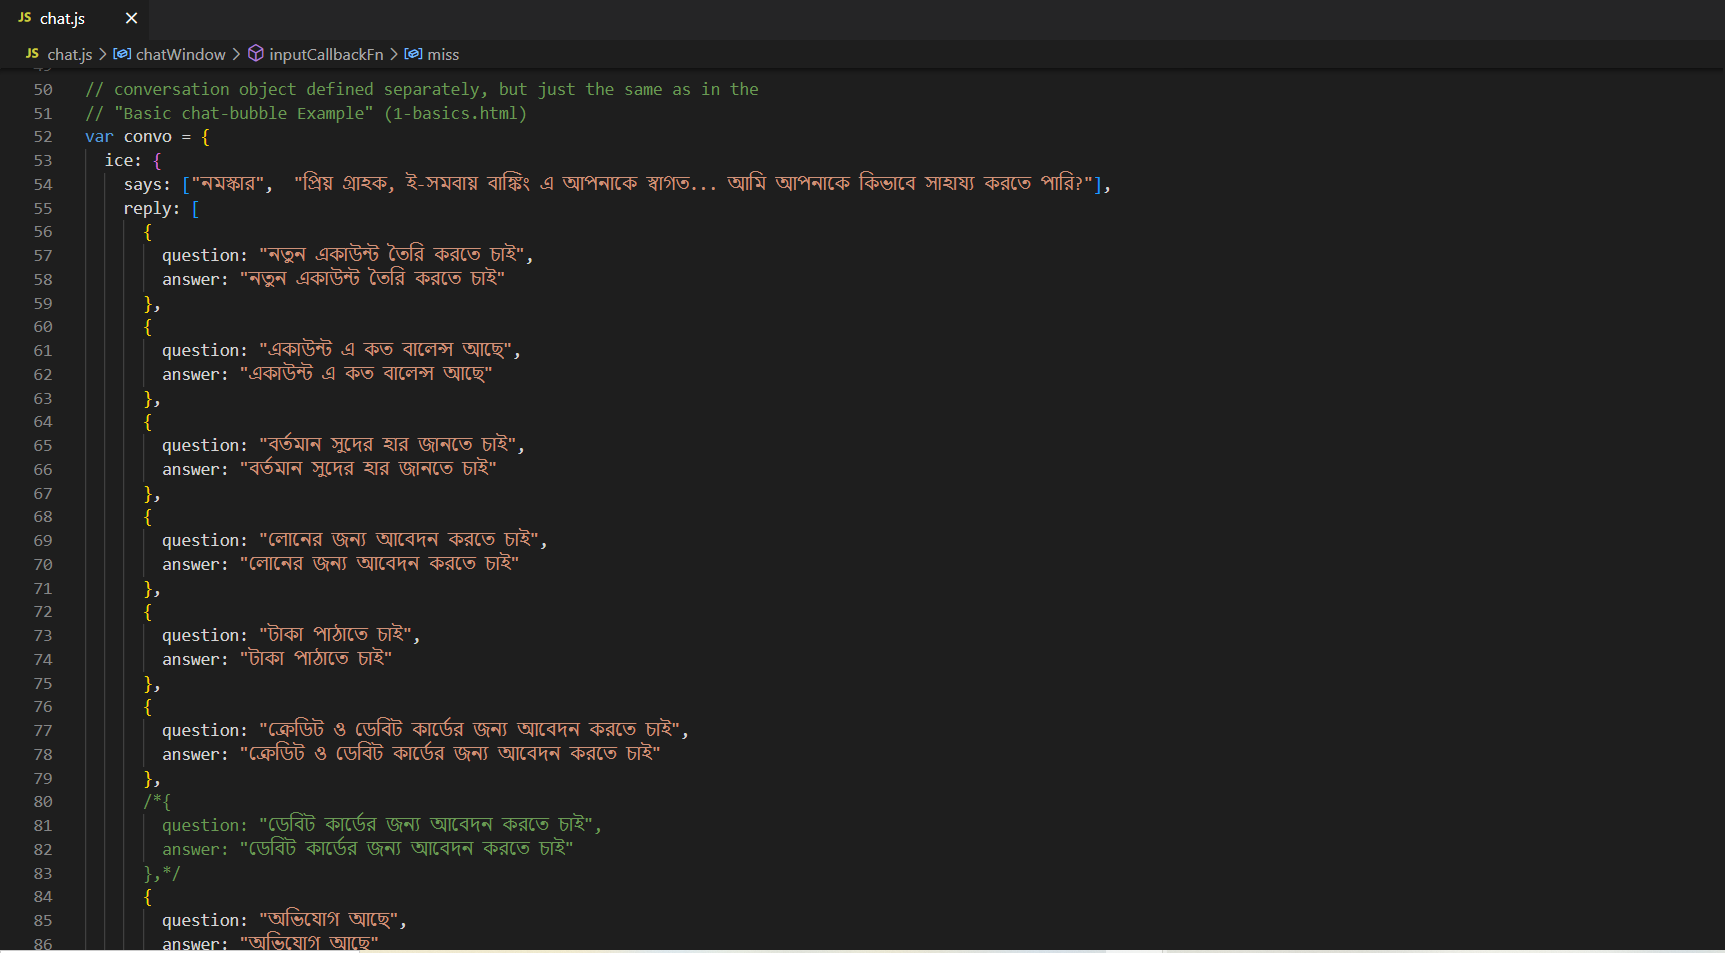 JS chat.js ×
JS chat.js > chatWindow > inputCallbackFn > miss
50 // conversation object defined separately, but just the same as in the
51 // "Basic chat-bubble Example" (1-basics.html)
52 var convo = {
53 ice: {
54 says: ["নমস্কার", "প্রিয় গ্রাহক, ই-সমবায় বাঙ্কিং এ আপনাকে স্বাগত... আমি আপনাকে কিভাবে সাহায্য করতে পারি?"],
55 reply: [
56 {
57 question: "নতুন একাউন্ট তৈরি করতে চাই",
58 answer: "নতুন একাউন্ট তৈরি করতে চাই"
59 },
60 {
61 question: "একাউন্ট এ কত বালেন্স আছে",
62 answer: "একাউন্ট এ কত বালেন্স আছে"
63 },
64 {
65 question: "বর্তমান সুদের হার জানতে চাই",
66 answer: "বর্তমান সুদের হার জানতে চাই"
67 },
68 {
69 question: "লোনের জন্য আবেদন করতে চাই",
70 answer: "লোনের জন্য আবেদন করতে চাই"
71 },
72 {
73 question: "টাকা পাঠাতে চাই",
74 answer: "টাকা পাঠাতে চাই"
75 },
76 {
77 question: "ক্রেডিট ও ডেবিট কার্ডের জন্য আবেদন করতে চাই",
78 answer: "ক্রেডিট ও ডেবিট কার্ডের জন্য আবেদন করতে চাই"
79 },
80 /*{
81 question: "ডেবিট কার্ডের জন্য আবেদন করতে চাই",
82 answer: "ডেবিট কার্ডের জন্য আবেদন করতে চাই"
83 },*/
84 {
85 question: "অভিযোগ আছে",
86 answer: "অভিযোগ আছে"